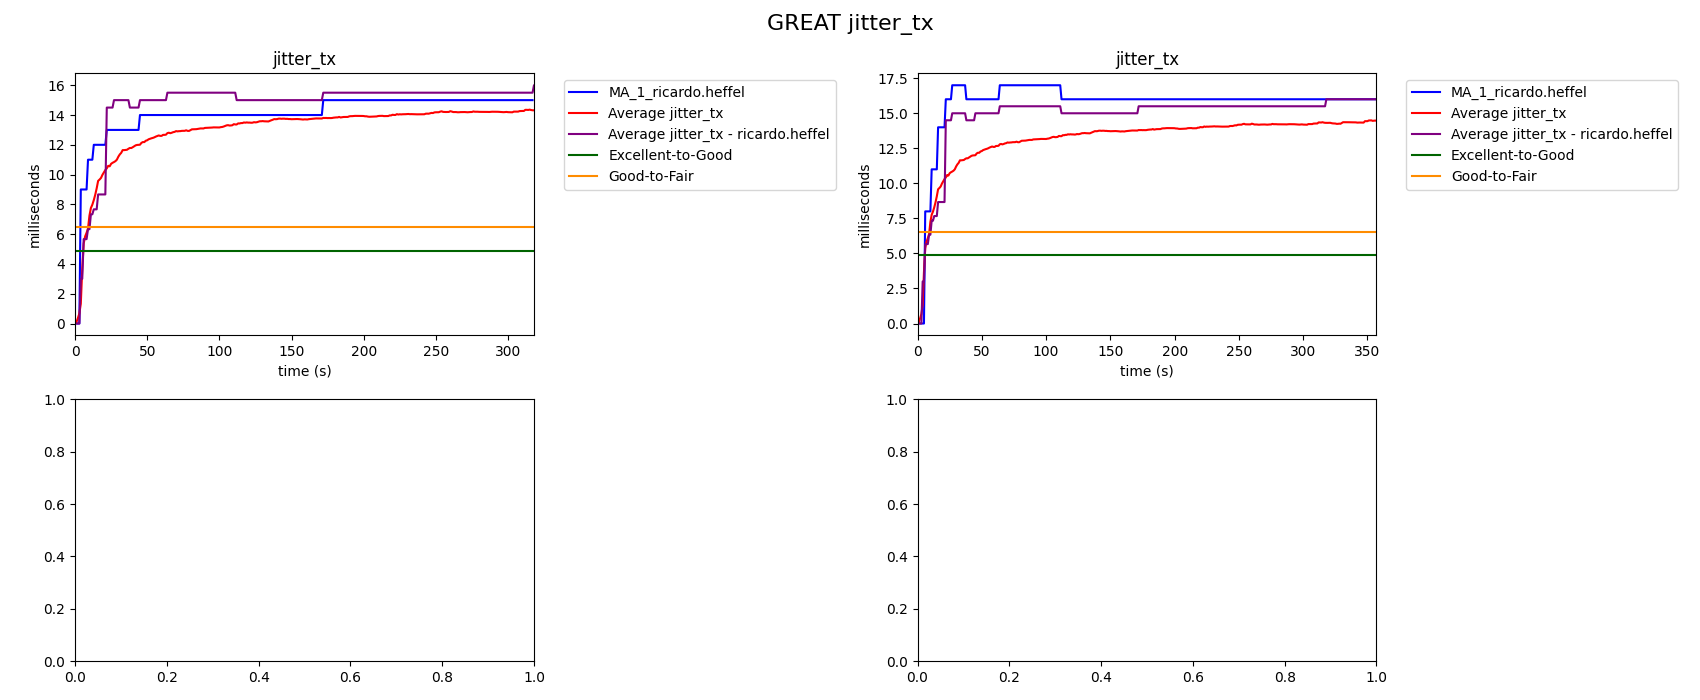 GREAT jitter_tx
jitter_tx
16
14
12
10
8
6
4
2
0
milliseconds
0 50 100 150 200 250 300
time (s)
MA_1_ricardo.heffel
Average jitter_tx
Average jitter_tx - ricardo.heffel
Excellent-to-Good
Good-to-Fair
jitter_tx
17.5
15.0
12.5
10.0
7.5
5.0
2.5
0.0
milliseconds
0 50 100 150 200 250 300 350
time (s)
MA_1_ricardo.heffel
Average jitter_tx
Average jitter_tx - ricardo.heffel
Excellent-to-Good
Good-to-Fair
1.0
0.8
0.6
0.4
0.2
0.0
0.0 0.2 0.4 0.6 0.8 1.0
1.0
0.8
0.6
0.4
0.2
0.0
0.0 0.2 0.4 0.6 0.8 1.0